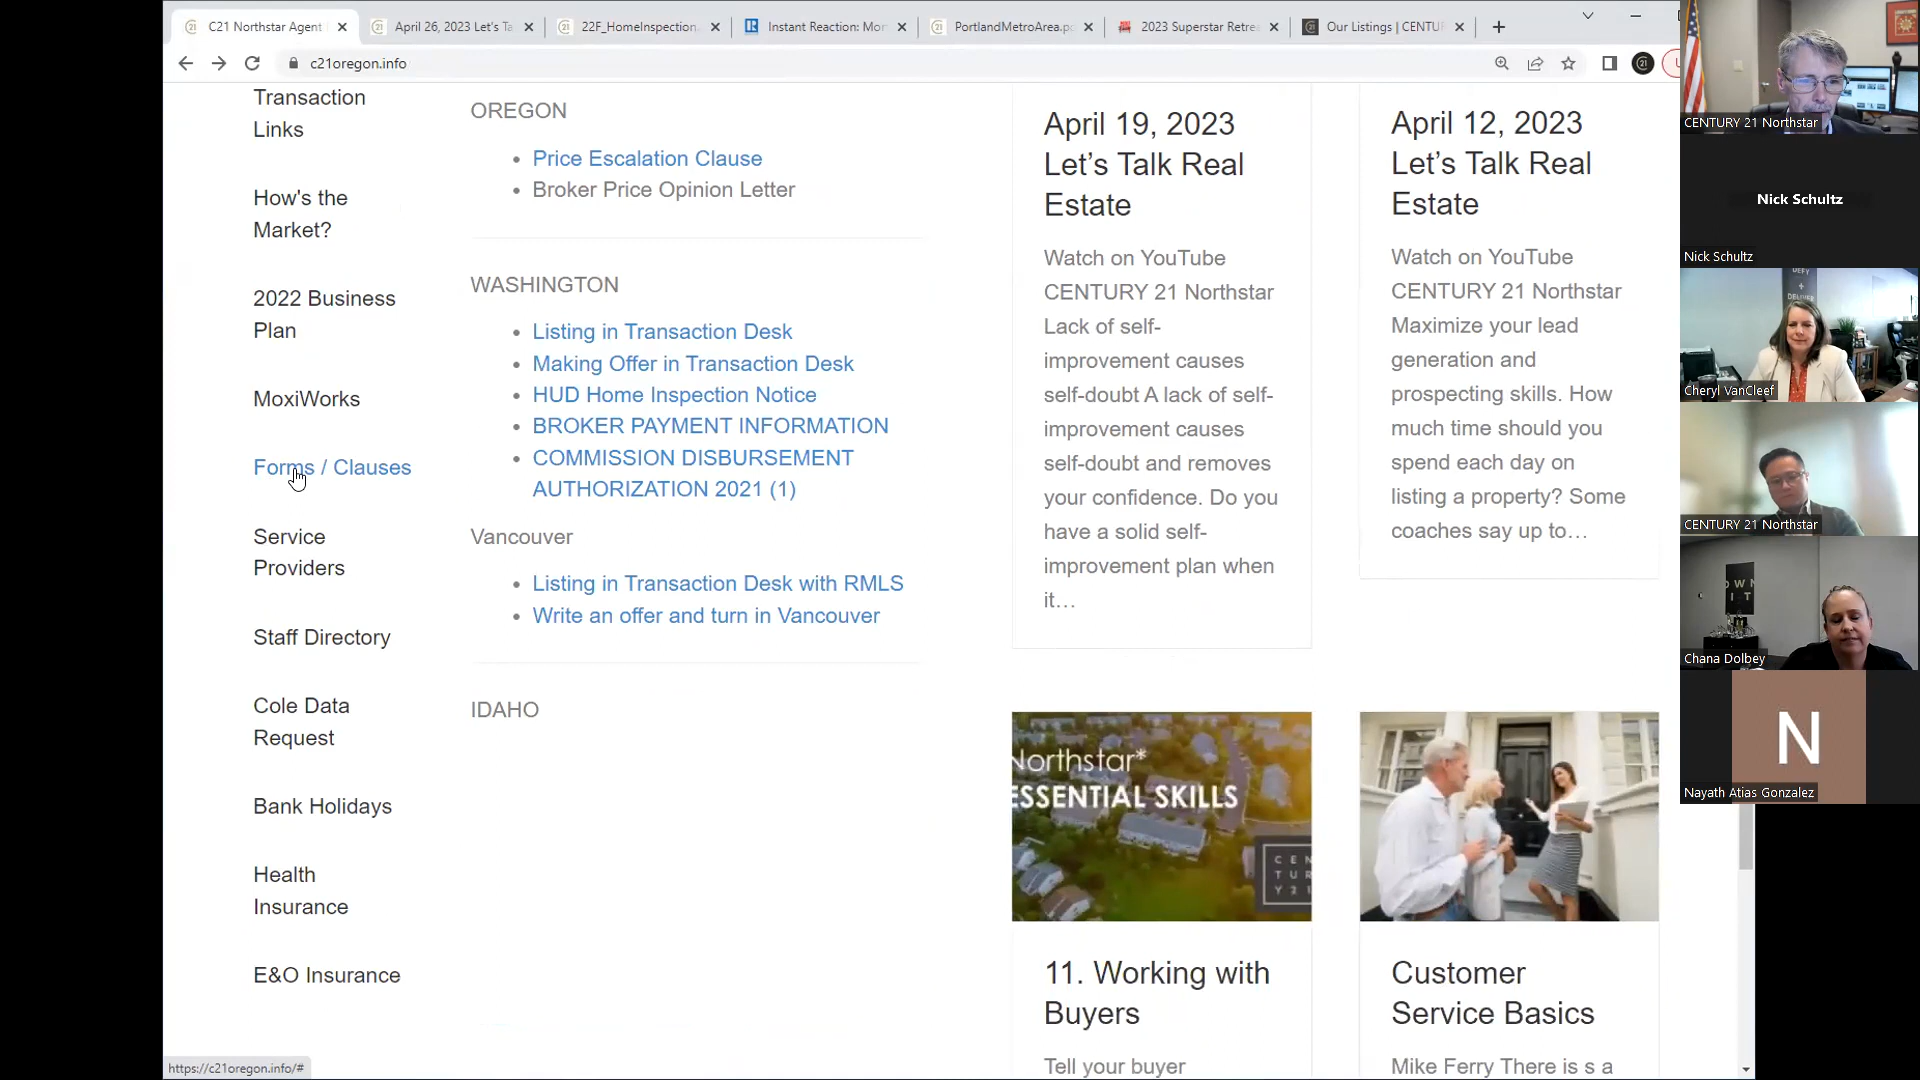 C21 Northstar Agent
April 26, 2023 Let's Ta
22F_HomeInspection
Instant Reaction: Mor
PortlandMetroArea.p
2023 Superstar Retre
Our Listings | CENTU
c21oregon.info
Transaction
Links
How's the
Market?
2022 Business
Plan
MoxiWorks
Forms / Clauses
Service
Providers
Staff Directory
Cole Data
Request
Bank Holidays
Health
Insurance
E&O Insurance
https://c21oregon.info/#
OREGON
Price Escalation Clause
Broker Price Opinion Letter
WASHINGTON
Listing in Transaction Desk
Making Offer in Transaction Desk
HUD Home Inspection Notice
BROKER PAYMENT INFORMATION
COMMISSION DISBURSEMENT
AUTHORIZATION 2021 (1)
Vancouver
Listing in Transaction Desk with RMLS
Write an offer and turn in Vancouver
IDAHO
April 19, 2023
Let’s Talk Real
Estate
Watch on YouTube
CENTURY 21 Northstar
Lack of self-
improvement causes
self-doubt A lack of self-
improvement causes
self-doubt and removes
your confidence. Do you
have a solid self-
improvement plan when
it…
April 12, 2023
Let’s Talk Real
Estate
Watch on YouTube
CENTURY 21 Northstar
Maximize your lead
generation and
prospecting skills. How
much time should you
spend each day on
listing a property? Some
coaches say up to…
Northstar*
ESSENTIAL SKILLS
CEN
TUR
Y21
11. Working with
Buyers
Tell your buyer
Customer
Service Basics
Mike Ferry There is s a
CENTURY 21 Northstar
Nick Schultz
Nick Schultz
DEFY
+
DELIVER
Cheryl VanCleef
CENTURY 21 Northstar
OWN
IT
Chana Dolbey
N
Nayath Atias Gonzalez